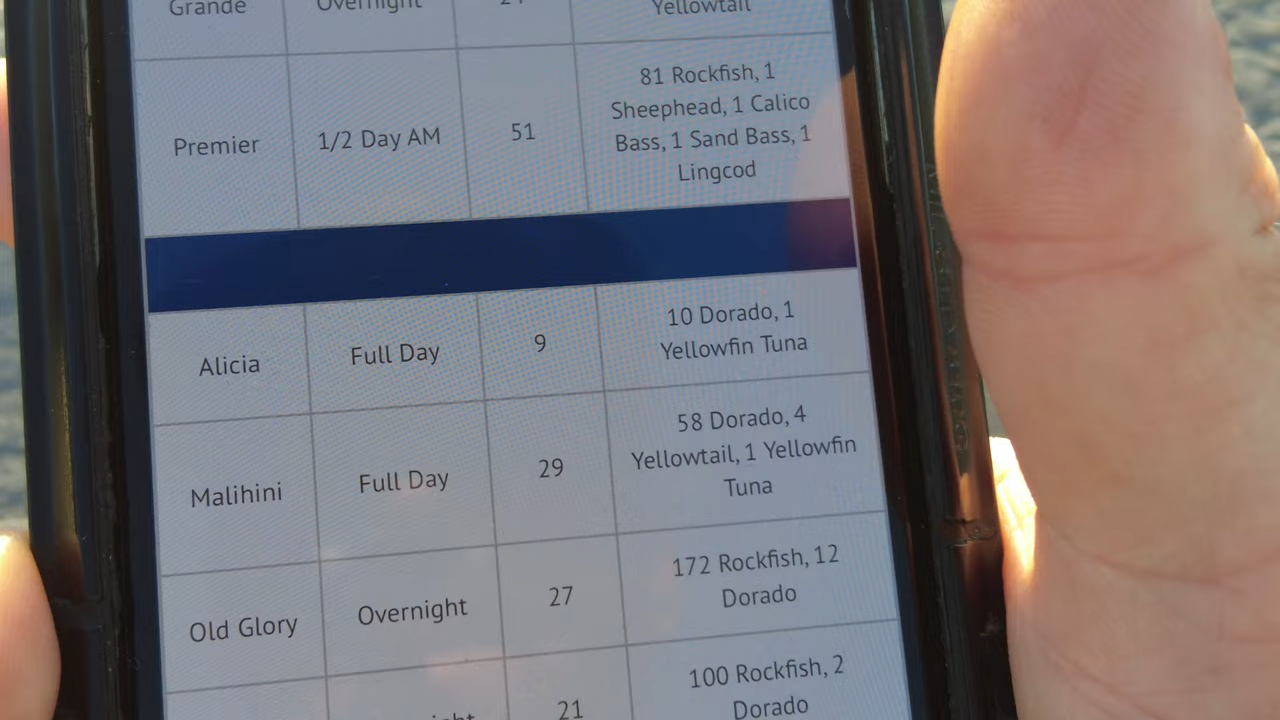 Grande
Overnight
Yellowtail
Premier
1/2 Day AM
51
81 Rockfish, 1
Sheephead, 1 Calico
Bass, 1 Sand Bass, 1
Lingcod
Alicia
Full Day
9
10 Dorado, 1
Yellowfin Tuna
Malihini
Full Day
29
58 Dorado, 4
Yellowtail, 1 Yellowfin
Tuna
Old Glory
Overnight
27
172 Rockfish, 12
Dorado
21
100 Rockfish, 2
Dorado